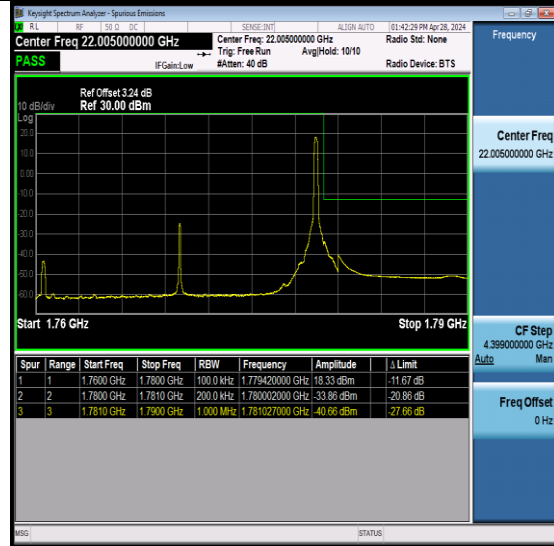 Keysight Spectrum Analyzer - Spurious Emissions
RL RF 50 Ω DC SENSE:INT ALIGN AUTO 01:42:29 PM Apr 28, 2024
Center Freq 22.005000000 GHz
Center Freq: 22.005000000 GHz
Radio Std: None
Trig: Free Run Avg|Hold: 10/10
PASS
IFGain:Low
#Atten: 40 dB
Radio Device: BTS
Ref Offset 3.24 dB
10 dB/div Ref 30.00 dBm
Log
20.0
10.0
0.00
-10.0
-20.0
-30.0
-40.0
-50.0
-60.0
Start 1.76 GHz Stop 1.79 GHz
Spur Range Start Freq Stop Freq RBW Frequency Amplitude Δ Limit
1 1 1.7600 GHz 1.7800 GHz 100.0 kHz 1.779420000 GHz 18.33 dBm -11.67 dB
2 2 1.7800 GHz 1.7810 GHz 200.0 kHz 1.780002000 GHz -33.86 dBm -20.86 dB
3 3 1.7810 GHz 1.7900 GHz 1.000 MHz 1.781027000 GHz -40.66 dBm -27.66 dB
MSG STATUS
Frequency
Center Freq
22.005000000 GHz
CF Step
4.399000000 GHz
Auto Man
Freq Offset
0 Hz